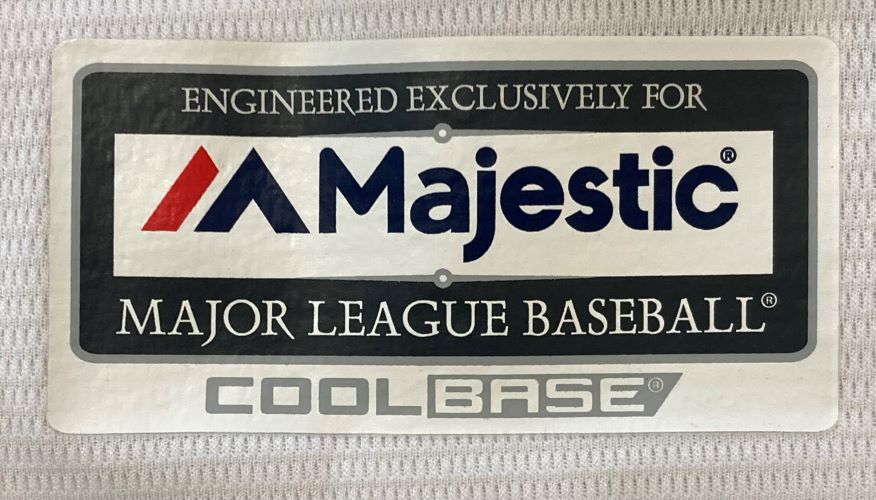 ENGINEERED EXCLUSIVELY FOR
Majestic®
MAJOR LEAGUE BASEBALL®
COOLBASE®